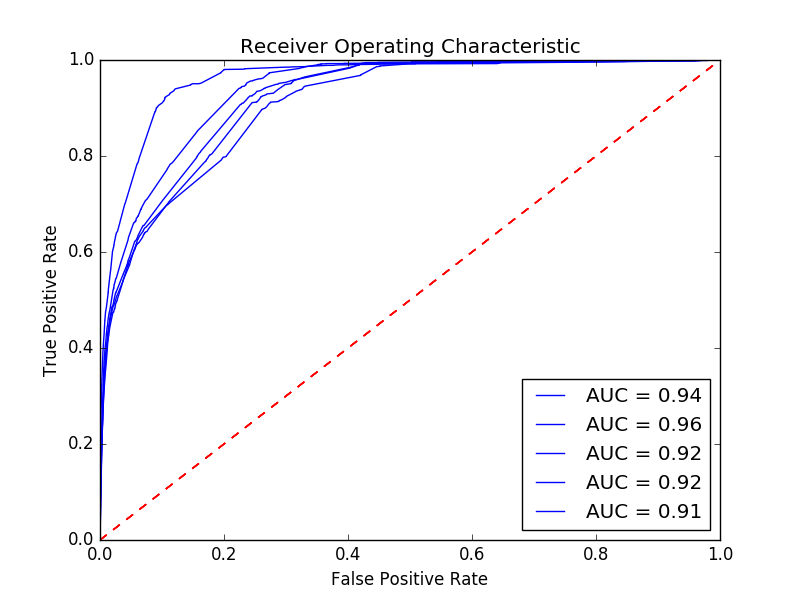 Receiver Operating Characteristic
1.0
0.8
0.6
0.4
0.2
0.0
True Positive Rate
AUC = 0.94
AUC = 0.96
AUC = 0.92
AUC = 0.92
AUC = 0.91
0.0 0.2 0.4 0.6 0.8 1.0
False Positive Rate